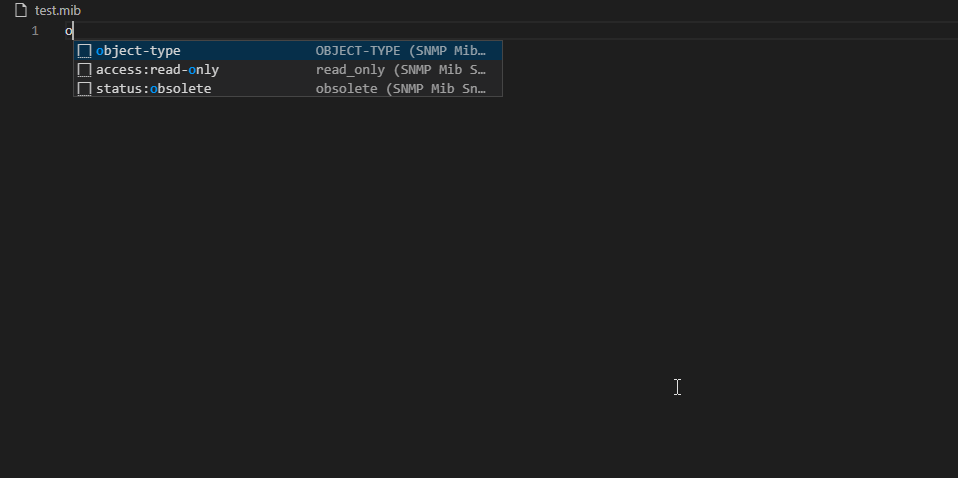 test.mib
1 o
object-type OBJECT-TYPE (SNMP Mib…
access:read-only read_only (SNMP Mib S…
status:obsolete obsolete (SNMP Mib Sn…